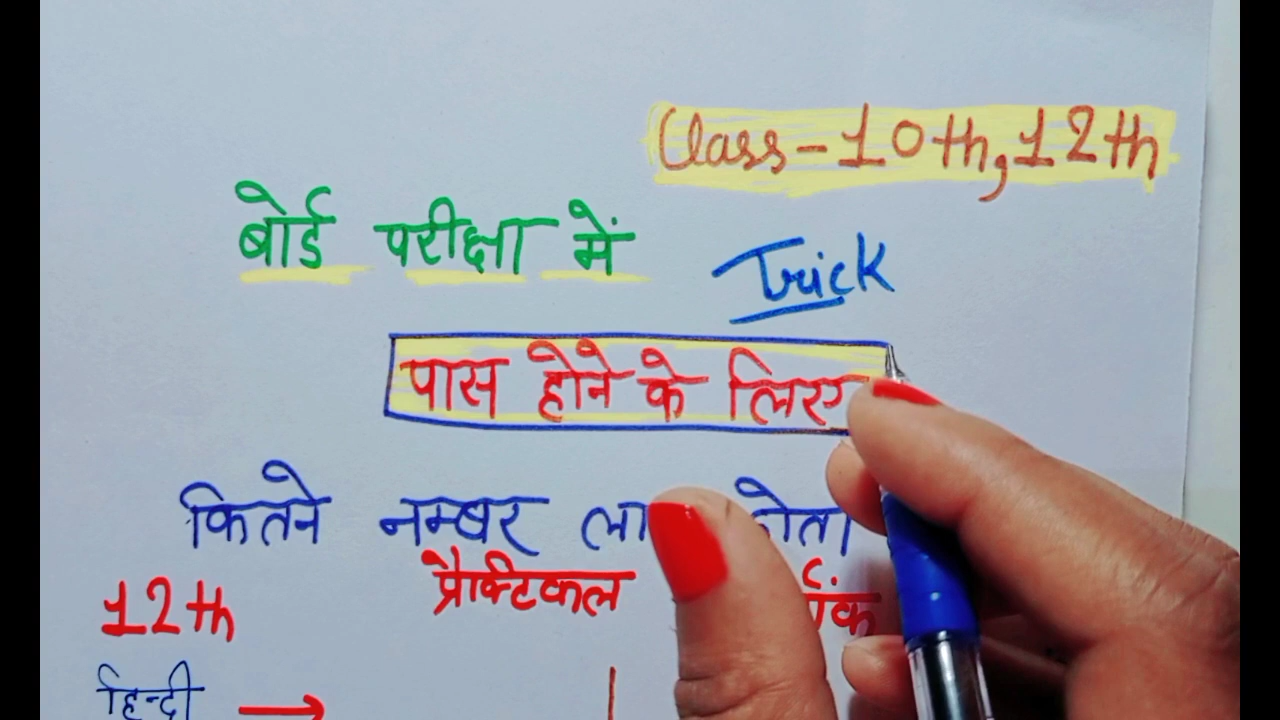 Class-10th,12th
बोर्ड परीक्षा में
Trick
पास होने के लिए
कितने नम्बर
प्रैक्टिकल
12th
हिन्दी →